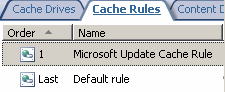 Cache Drives Cache Rules Content D
Order Name
1 Microsoft Update Cache Rule
Last Default rule